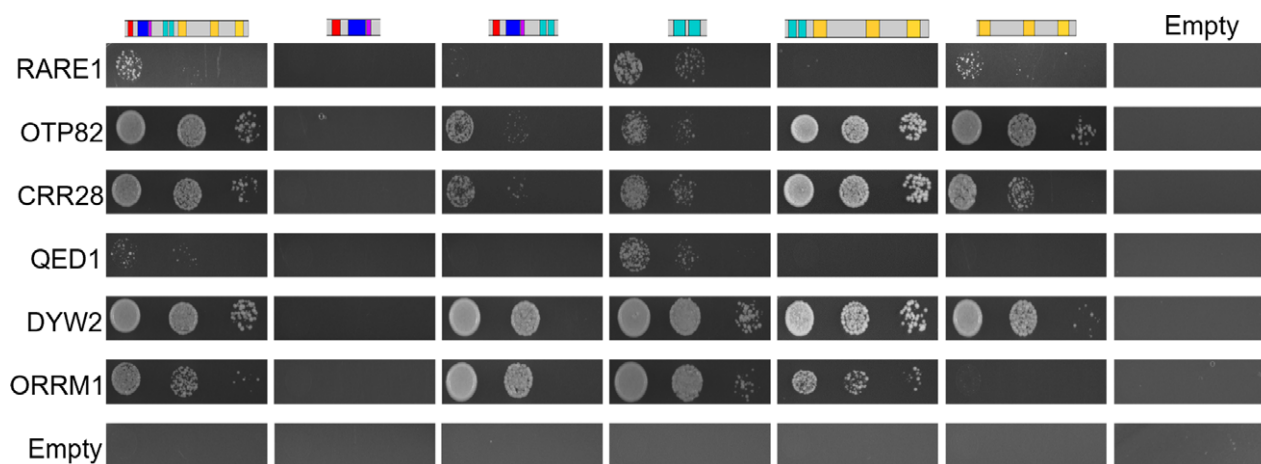 Empty
RARE1
OTP82
CRR28
QED1
DYW2
ORRM1
Empty